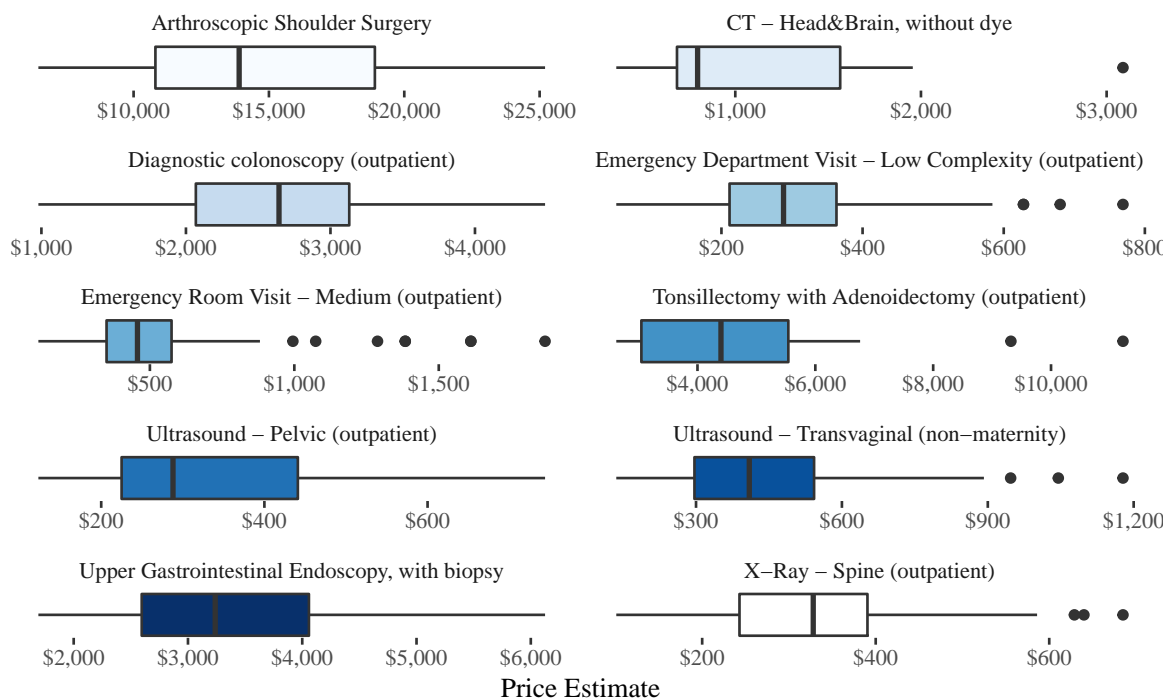 Arthroscopic Shoulder Surgery
$10,000 $15,000 $20,000 $25,000
CT − Head&Brain, without dye
$1,000 $2,000 $3,000
Diagnostic colonoscopy (outpatient)
$1,000 $2,000 $3,000 $4,000
Emergency Department Visit − Low Complexity (outpatient)
$200 $400 $600 $800
Emergency Room Visit − Medium (outpatient)
$500 $1,000 $1,500
Tonsillectomy with Adenoidectomy (outpatient)
$4,000 $6,000 $8,000 $10,000
Ultrasound − Pelvic (outpatient)
$200 $400 $600
Ultrasound − Transvaginal (non−maternity)
$300 $600 $900 $1,200
Upper Gastrointestinal Endoscopy, with biopsy
$2,000 $3,000 $4,000 $5,000 $6,000
X−Ray − Spine (outpatient)
$200 $400 $600
Price Estimate